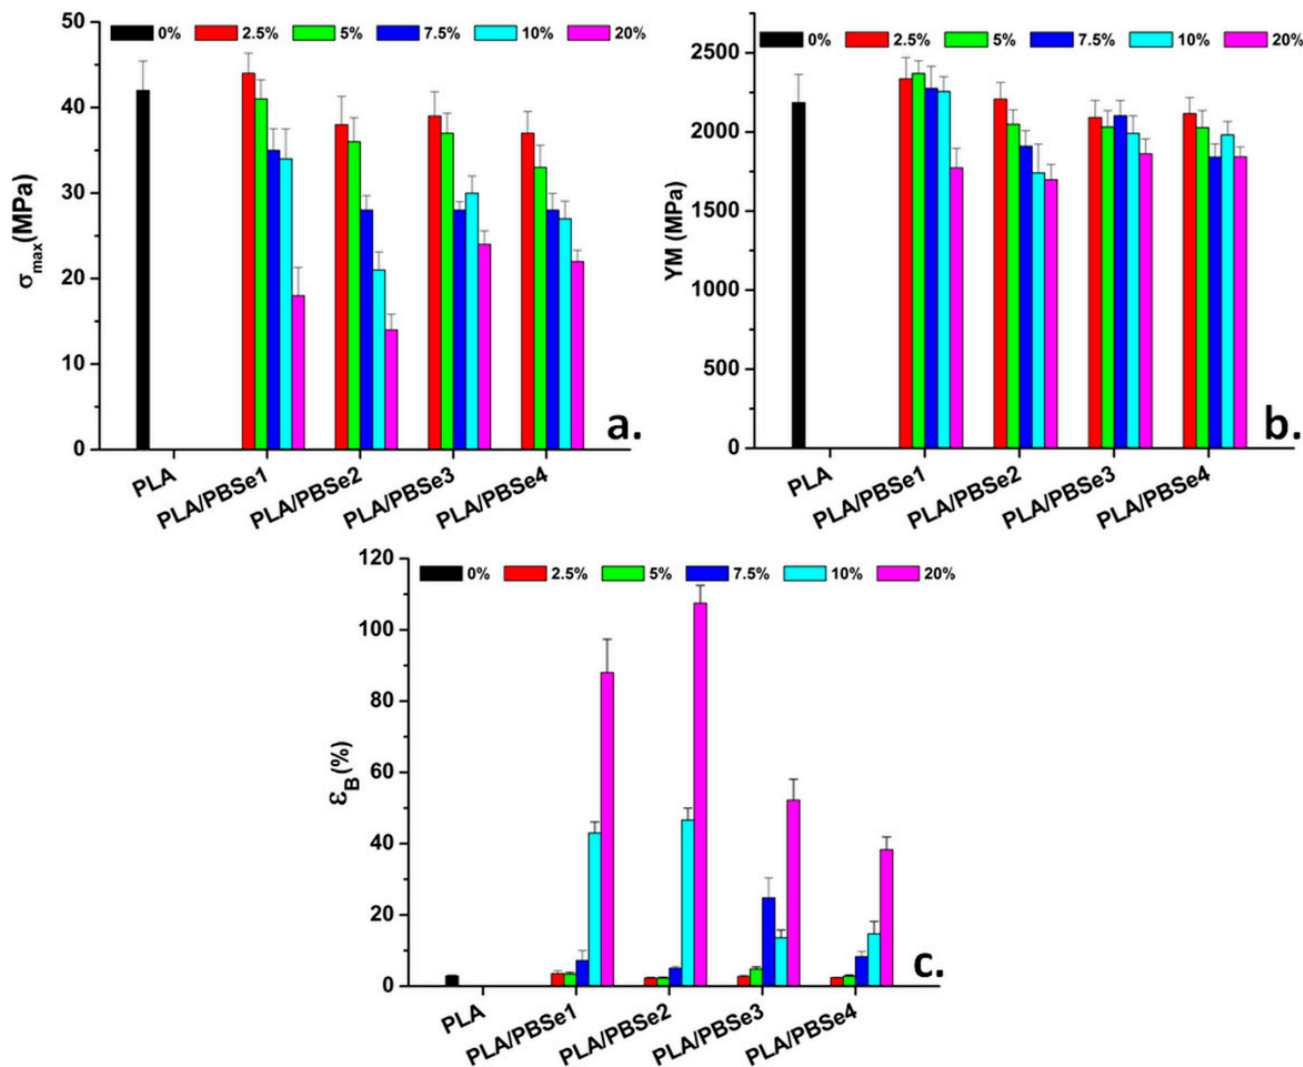 0% 2.5% 5% 7.5% 10% 20%
50
40
30
20
10
0
σmax(MPa)
PLA
PLA/PBSe1
PLA/PBSe2
PLA/PBSe3
PLA/PBSe4
a.
0% 2.5% 5% 7.5% 10% 20%
2500
2000
1500
1000
500
0
YM (MPa)
PLA
PLA/PBSe1
PLA/PBSe2
PLA/PBSe3
PLA/PBSe4
b.
0% 2.5% 5% 7.5% 10% 20%
120
100
80
60
40
20
0
εB(%)
PLA
PLA/PBSe1
PLA/PBSe2
PLA/PBSe3
PLA/PBSe4
c.